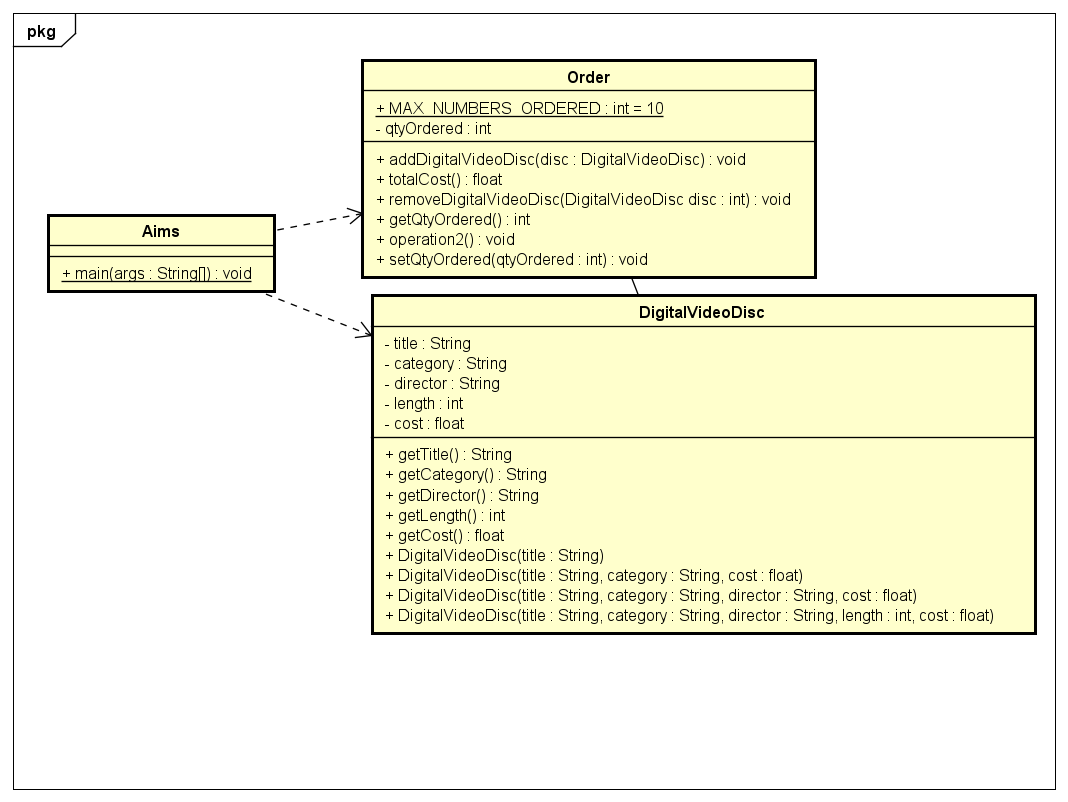 pkg
Order
+ MAX_NUMBERS_ORDERED : int = 10
- qtyOrdered : int
+ addDigitalVideoDisc(disc : DigitalVideoDisc) : void
+ totalCost() : float
+ removeDigitalVideoDisc(DigitalVideoDisc disc : int) : void
+ getQtyOrdered() : int
+ operation2() : void
+ setQtyOrdered(qtyOrdered : int) : void
Aims
+ main(args : String[]) : void
DigitalVideoDisc
- title : String
- category : String
- director : String
- length : int
- cost : float
+ getTitle() : String
+ getCategory() : String
+ getDirector() : String
+ getLength() : int
+ getCost() : float
+ DigitalVideoDisc(title : String)
+ DigitalVideoDisc(title : String, category : String, cost : float)
+ DigitalVideoDisc(title : String, category : String, director : String, cost : float)
+ DigitalVideoDisc(title : String, category : String, director : String, length : int, cost : float)